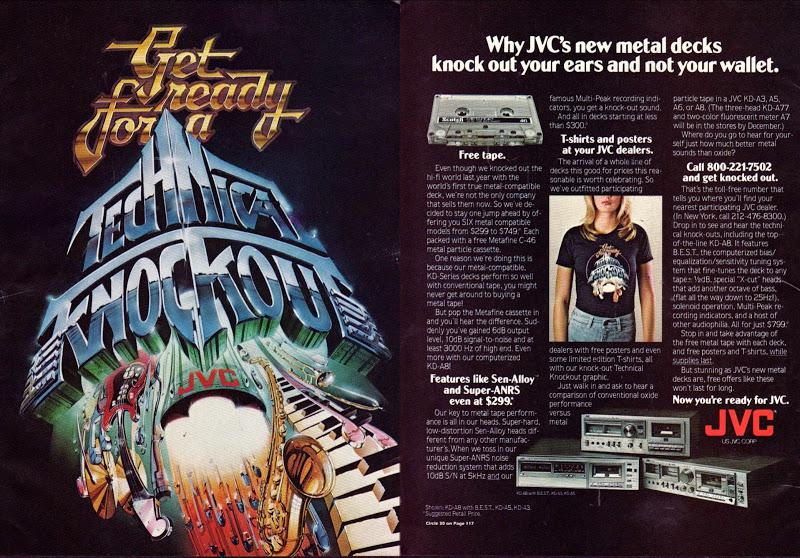 Get
ready
for a
TECHNICAL
KNOCKOUT
JVC
Why JVC's new metal decks
knock out your ears and not your wallet.
Scotch
46
Free tape.
Even though we knocked out the
hi-fi world last year with the
world's first true metal-compatible
deck, we're not the only company
that sells them now. So we've de-
cided to stay one jump ahead by of-
fering you SIX metal compatible
models from $299 to $749.* Each
packed with a free Metafine C-46
metal particle cassette.
One reason we're doing this is
because our metal-compatible,
KD-Series decks perform so well
with conventional tape, you might
never get around to buying a
metal tape!
But pop the Metafine cassette in
and you'll hear the difference. Sud-
denly you've gained 6dB output
level, 10dB signal-to-noise and at
least 3000 Hz of high end. Even
more with our computerized
KD-A8!
Features like Sen-Alloy
and Super-ANRS
even at $299.*
Our key to metal tape perform-
ance is all in our heads. Super-hard,
low-distortion Sen-Alloy heads dif-
ferent from any other manufac-
turer's. When we toss in our
unique Super-ANRS noise
reduction system that adds
10dB S/N at 5kHz and our
famous Multi-Peak recording indi-
cators, you get a knock-out sound.
And all in decks starting at less
than $300.*
T-shirts and posters
at your JVC dealers.
The arrival of a whole line of
decks this good for prices this rea-
sonable is worth celebrating. So
we've outfitted participating
dealers with free posters and even
some limited edition T-shirts, all
with our knock-out Technical
Knockout graphic.
Just walk in and ask to hear a
comparison of conventional oxide
performance
versus
metal
particle tape in a JVC KD-A3, A5,
A6, or A8. (The three-head KD-A77
and two-color fluorescent meter A7
will be in the stores by December.)
Where do you go to hear for your-
self just how much better metal
sounds than oxide?
Call 800-221-7502
and get knocked out.
That's the toll-free number that
tells you where you'll find your
nearest participating JVC dealer.
(In New York, call 212-476-8300.)
Drop in to see and hear the techni-
cal knock-outs, including the top-
of-the-line KD-A8. It features
B.E.S.T., the computerized bias/
equalization/sensitivity tuning sys-
tem that fine-tunes the deck to any
tape± ½dB, special "X-cut" heads
that add another octave of bass,
(flat all the way down to 25Hz!),
solenoid operation, Multi-Peak re-
cording indicators, and a host of
other audiophilia. All for just $799.*
Stop in and take advantage of
the free metal tape with each deck,
and free posters and T-shirts, while
supplies last.
But stunning as JVC's new metal
decks are, free offers like these
won't last for long.
Now you're ready for JVC.
JVC
US JVC CORP
KD-A8 with B.E.S.T., KD-A5, KD-A3.
Shown: KD-A8 with B.E.S.T., KD-A5, KD-A3.
*Suggested Retail Price.
Circle 30 on Page 117